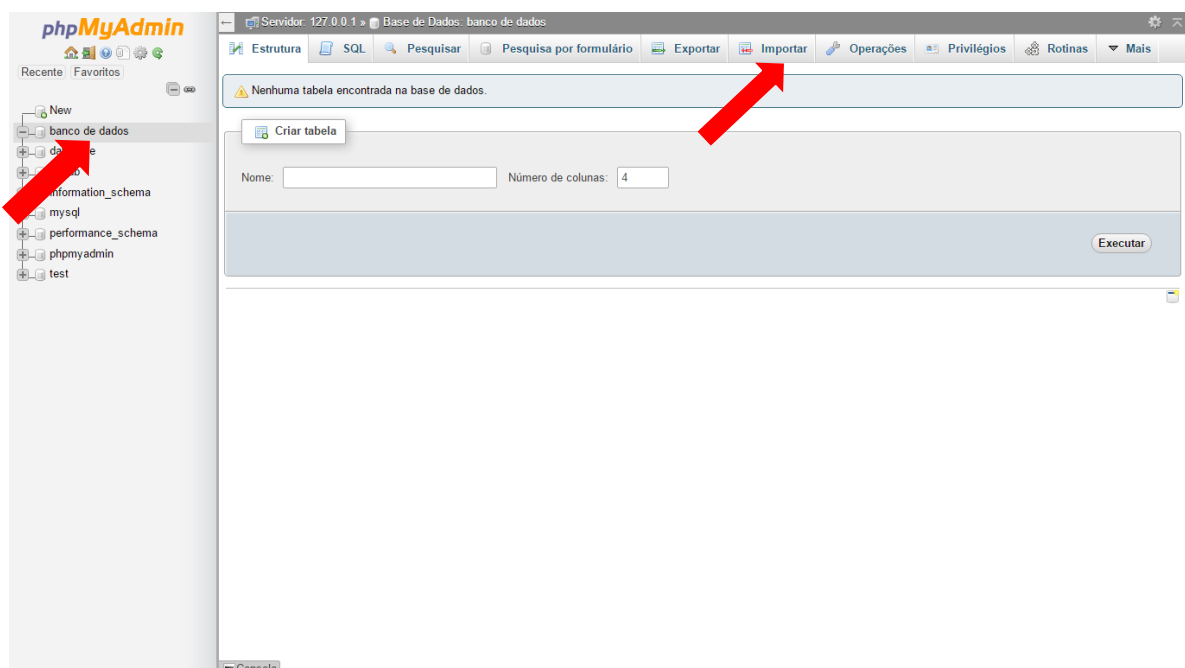 phpMyAdmin
Recente Favoritos
New
banco de dados
information_schema
mysql
performance_schema
phpmyadmin
test
Servidor: 127.0.0.1 » Base de Dados: banco de dados
Estrutura SQL Pesquisar Pesquisa por formulário Exportar Importar Operações Privilégios Rotinas Mais
Nenhuma tabela encontrada na base de dados.
Criar tabela
Nome: Número de colunas: 4
Executar
Console